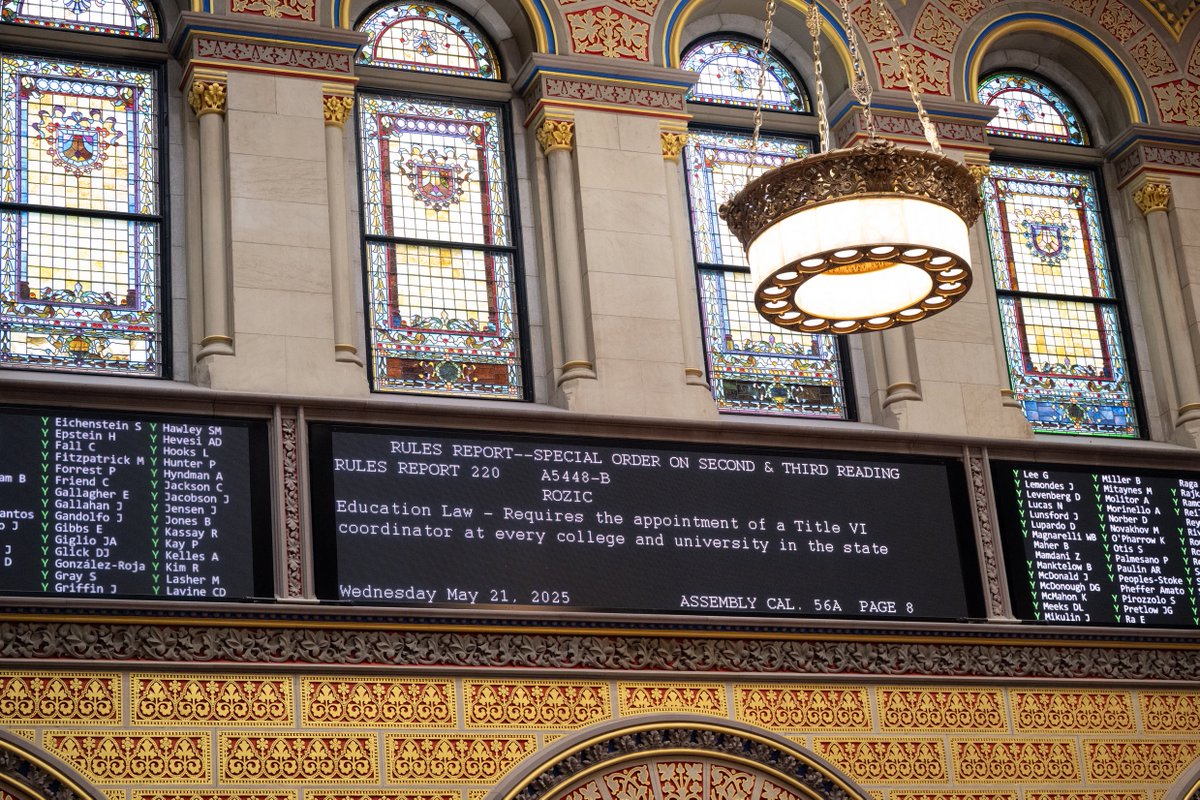 am B
antos
o J
J
D
Y Eichenstein S
Y Epstein H
Y Fall C
Y Fitzpatrick M
Y Forrest P
Y Friend C
Y Gallagher E
Y Gallahan J
Y Gandolfo J
Y Gibbs E
Y Giglio JA
Y Glick DJ
Y González-Roja
Y Gray S
Y Griffin J
Y Hawley SM
Y Hevesi AD
Y Hooks L
Y Hunter P
Y Hyndman A
Y Jackson C
Y Jacobson J
Y Jensen J
Y Jones B
Y Kassay R
Y Kay P
Y Kelles A
Y Kim R
Y Lasher M
Y Lavine CD
RULES REPORT--SPECIAL ORDER ON SECOND & THIRD READING
RULES REPORT 220 A5448-B
ROZIC
Education Law - Requires the appointment of a Title VI
coordinator at every college and university in the state
Wednesday May 21, 2025 ASSEMBLY CAL. 56A PAGE 8
Y Lee G
Y Lemondes J
Y Levenberg D
Y Lucas N
Y Lunsford J
Y Lupardo D
Y Magnarelli WB
Maher B
Mamdani Z
Y Manktelow B
Y McDonald J
Y McDonough DG
Y McMahon K
Y Meeks DL
Y Mikulin J
Y Miller B
Y Mitaynes M
Y Molitor A
Y Morinello A
Y Norber D
Y Novakhov M
Y O'Pharrow K
Y Otis S
Y Palmesano P
Y Paulin AR
Y Peoples-Stoke
Y Pheffer Amato
Y Pirozzolo S
Y Pretlow JG
Y Ra E
Raga